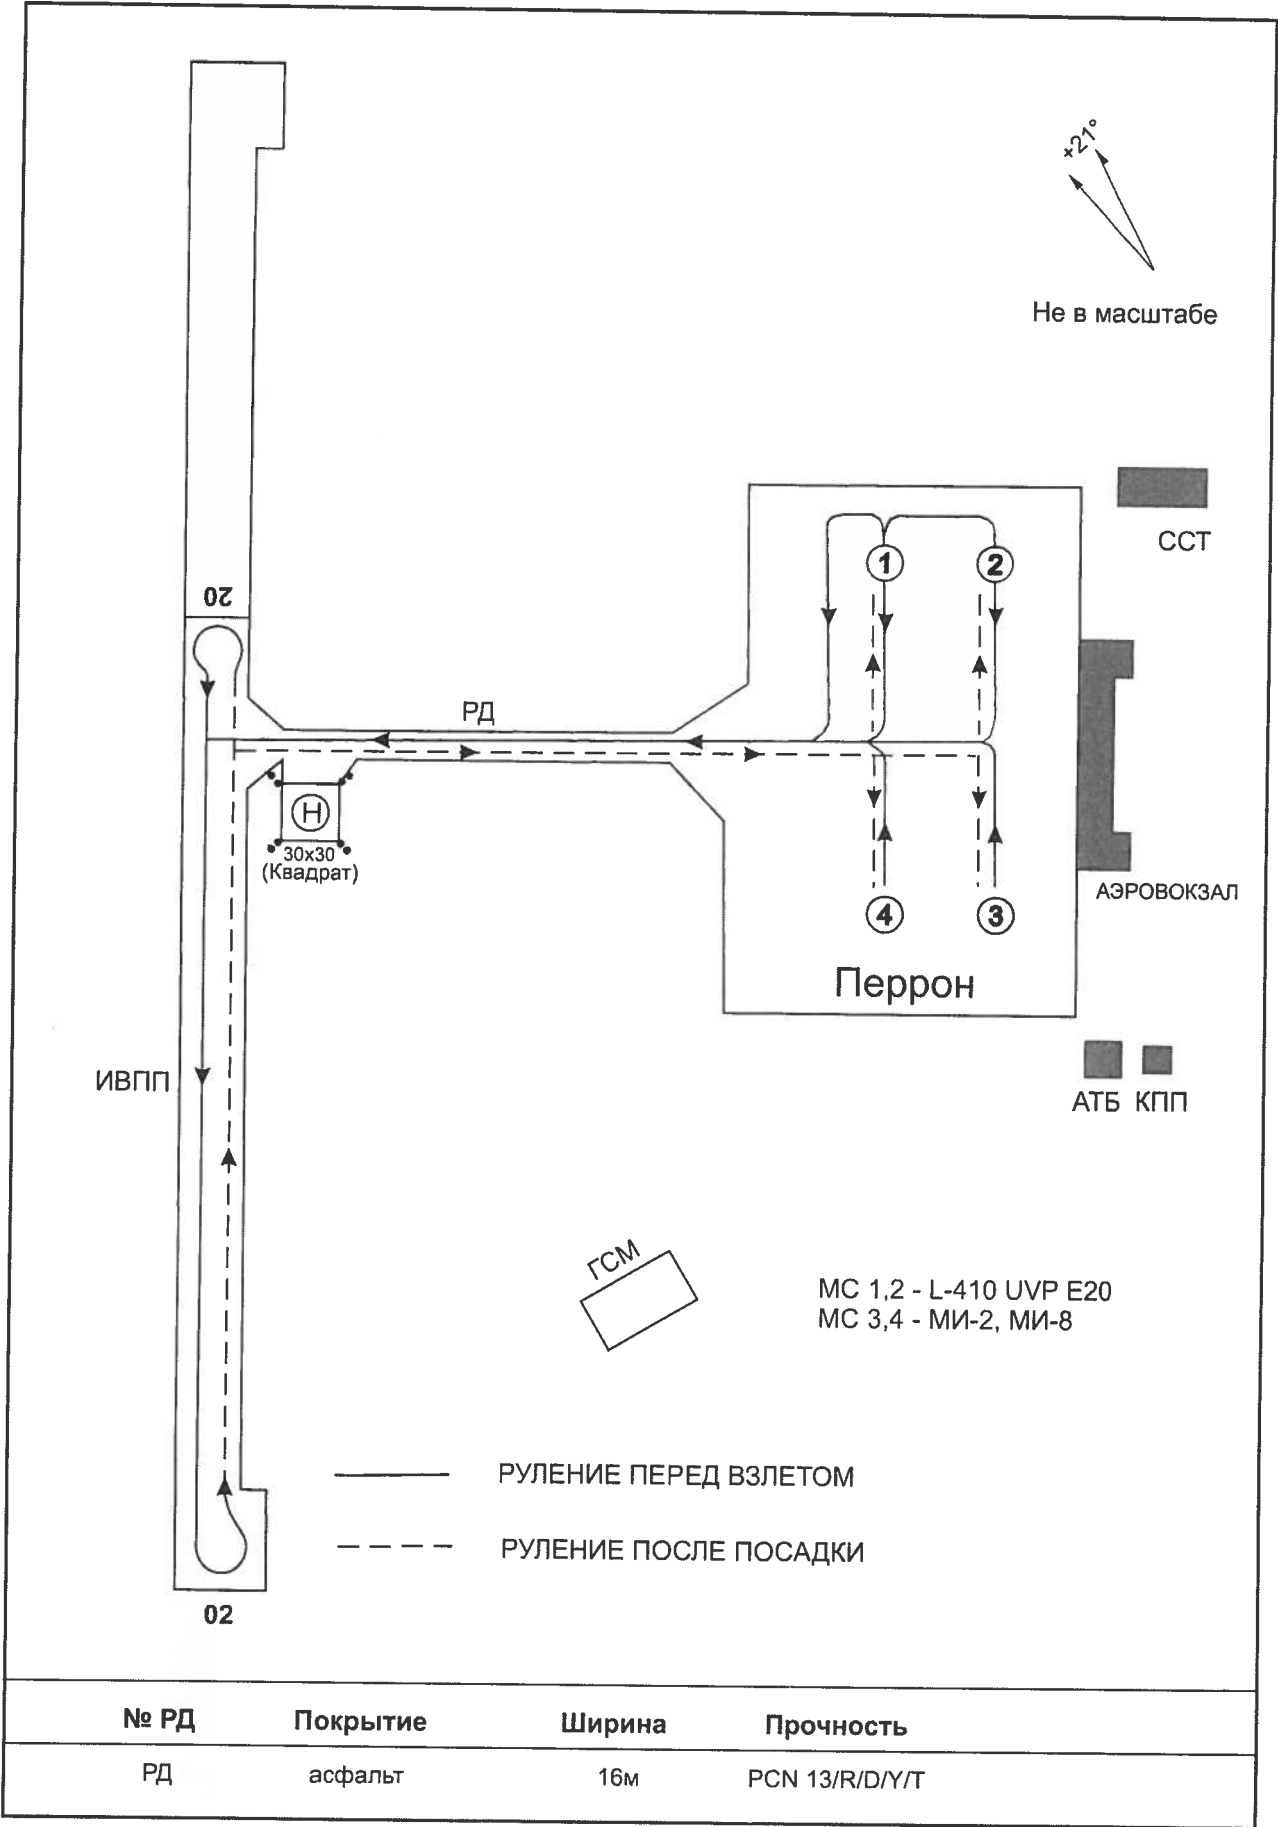 +21°
Не в масштабе
ССТ
1
2
20
РД
Н
30х30
(Квадрат)
АЭРОВОКЗАЛ
4
3
Перрон
ИВПП
АТБ КПП
ГСМ
МС 1,2 - L-410 UVP E20
МС 3,4 - МИ-2, МИ-8
РУЛЕНИЕ ПЕРЕД ВЗЛЕТОМ
РУЛЕНИЕ ПОСЛЕ ПОСАДКИ
02
№ РД Покрытие Ширина Прочность
РД асфальт 16м PCN 13/R/D/Y/T